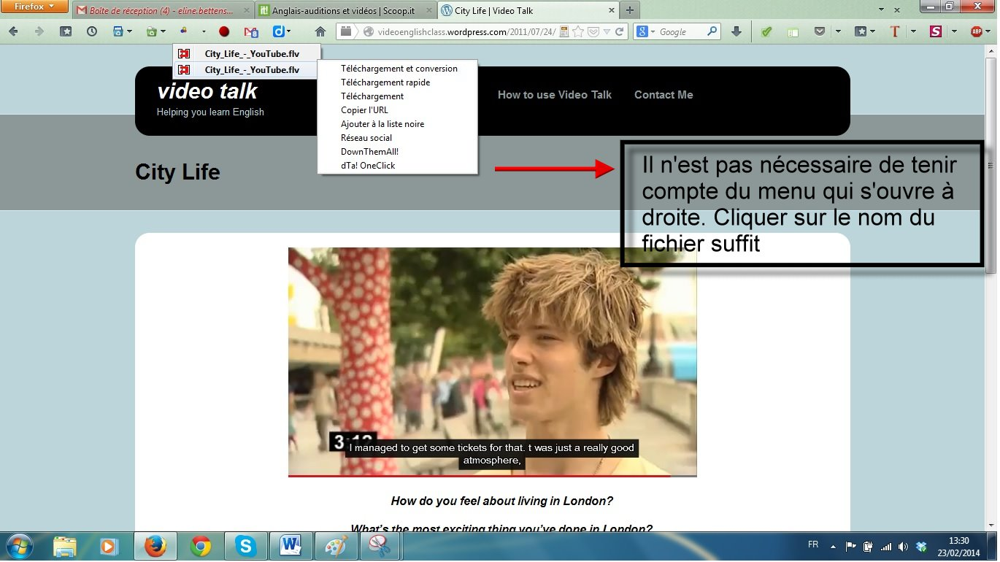 Firefox
Boîte de réception (4) - eline.bettens...
Anglais-auditions et vidéos | Scoop.it
City Life | Video Talk
videoenglishclass.wordpress.com/2011/07/24/
Google
City_Life_-_YouTube.flv
City_Life_-_YouTube.flv
Téléchargement et conversion
Téléchargement rapide
Téléchargement
Copier l'URL
Ajouter à la liste noire
Réseau social
DownThemAll!
dTa! OneClick
video talk
Helping you learn English
How to use Video Talk
Contact Me
City Life
Il n'est pas nécessaire de tenir
compte du menu qui s'ouvre à
droite. Cliquer sur le nom du
fichier suffit
3:12
I managed to get some tickets for that. t was just a really good
atmosphere,
How do you feel about living in London?
What's the most exciting thing you've done in London?
FR
13:30
23/02/2014